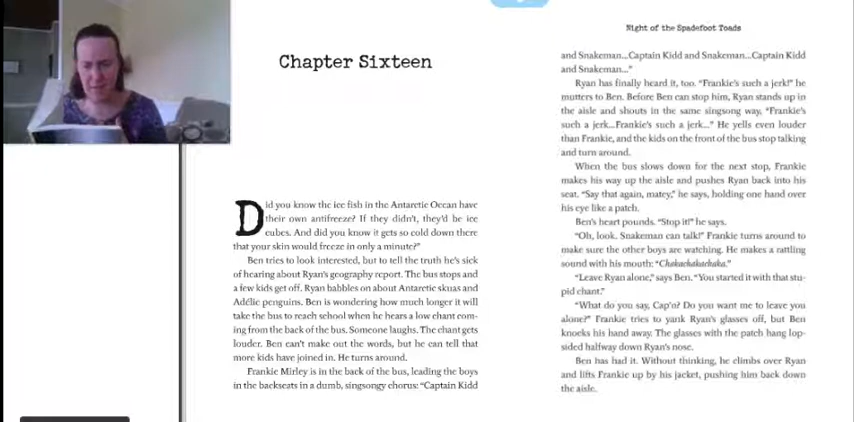 Chapter Sixteen
Did you know the ice fish in the Antarctic Ocean have
their own antifreeze? If they didn't, they'd be ice
cubes. And did you know it gets so cold down there
that your skin would freeze in only a minute?"
Ben tries to look interested, but to tell the truth he's sick
of hearing about Ryan's geography report. The bus stops and
a few kids get off. Ryan babbles on about Antarctic skuas and
Adélie penguins. Ben is wondering how much longer it will
take the bus to reach school when he hears a low chant com-
ing from the back of the bus. Someone laughs. The chant gets
louder. Ben can't make out the words, but he can tell that
more kids have joined in. He turns around.
Frankie Mirley is in the back of the bus, leading the boys
in the backseats in a dumb, singsongy chorus: "Captain Kidd
Night of the Spadefoot Toads
and Snakeman...Captain Kidd and Snakeman...Captain Kidd
and Snakeman..."
Ryan has finally heard it, too. "Frankie's such a jerk!" he
mutters to Ben. Before Ben can stop him, Ryan stands up in
the aisle and shouts in the same singsong way, "Frankie's
such a jerk...Frankie's such a jerk..." He yells even louder
than Frankie, and the kids on the front of the bus stop talking
and turn around.
When the bus slows down for the next stop, Frankie
makes his way up the aisle and pushes Ryan back into his
seat. "Say that again, matey," he says, holding one hand over
his eye like a patch.
Ben's heart pounds. "Stop it!" he says.
"Oh, look. Snakeman can talk!" Frankie turns around to
make sure the other boys are watching. He makes a rattling
sound with his mouth: "Chakachakachaka."
"Leave Ryan alone," says Ben. "You started it with that stu-
pid chant."
"What do you say, Cap'n? Do you want me to leave you
alone?" Frankie tries to yank Ryan's glasses off, but Ben
knocks his hand away. The glasses with the patch hang lop-
sided halfway down Ryan's nose.
Ben has had it. Without thinking, he climbs over Ryan
and lifts Frankie up by his jacket, pushing him back down
the aisle.